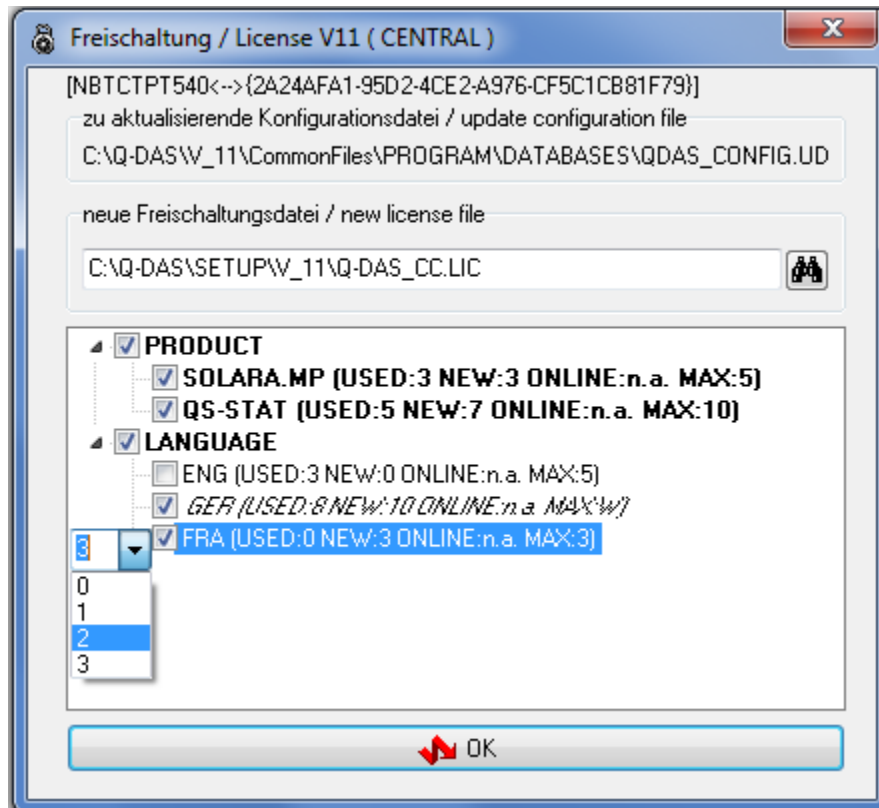 Freischaltung / License V11 ( CENTRAL )
[NBTCTPT540<-->{2A24AFA1-95D2-4CE2-A976-CF5C1CB81F79}]
zu aktualisierende Konfigurationsdatei / update configuration file
C:\Q-DAS\V_11\CommonFiles\PROGRAM\DATABASES\QDAS_CONFIG.UD
neue Freischaltungsdatei / new license file
C:\Q-DAS\SETUP\V_11\Q-DAS_CC.LIC
PRODUCT
SOLARA.MP (USED:3 NEW:3 ONLINE:n.a. MAX:5)
QS-STAT (USED:5 NEW:7 ONLINE:n.a. MAX:10)
LANGUAGE
ENG (USED:3 NEW:0 ONLINE:n.a. MAX:5)
GER (USED:8 NEW:10 ONLINE:n.a. MAX:W)
3 FRA (USED:0 NEW:3 ONLINE:n.a. MAX:3)
0
1
2
3
OK